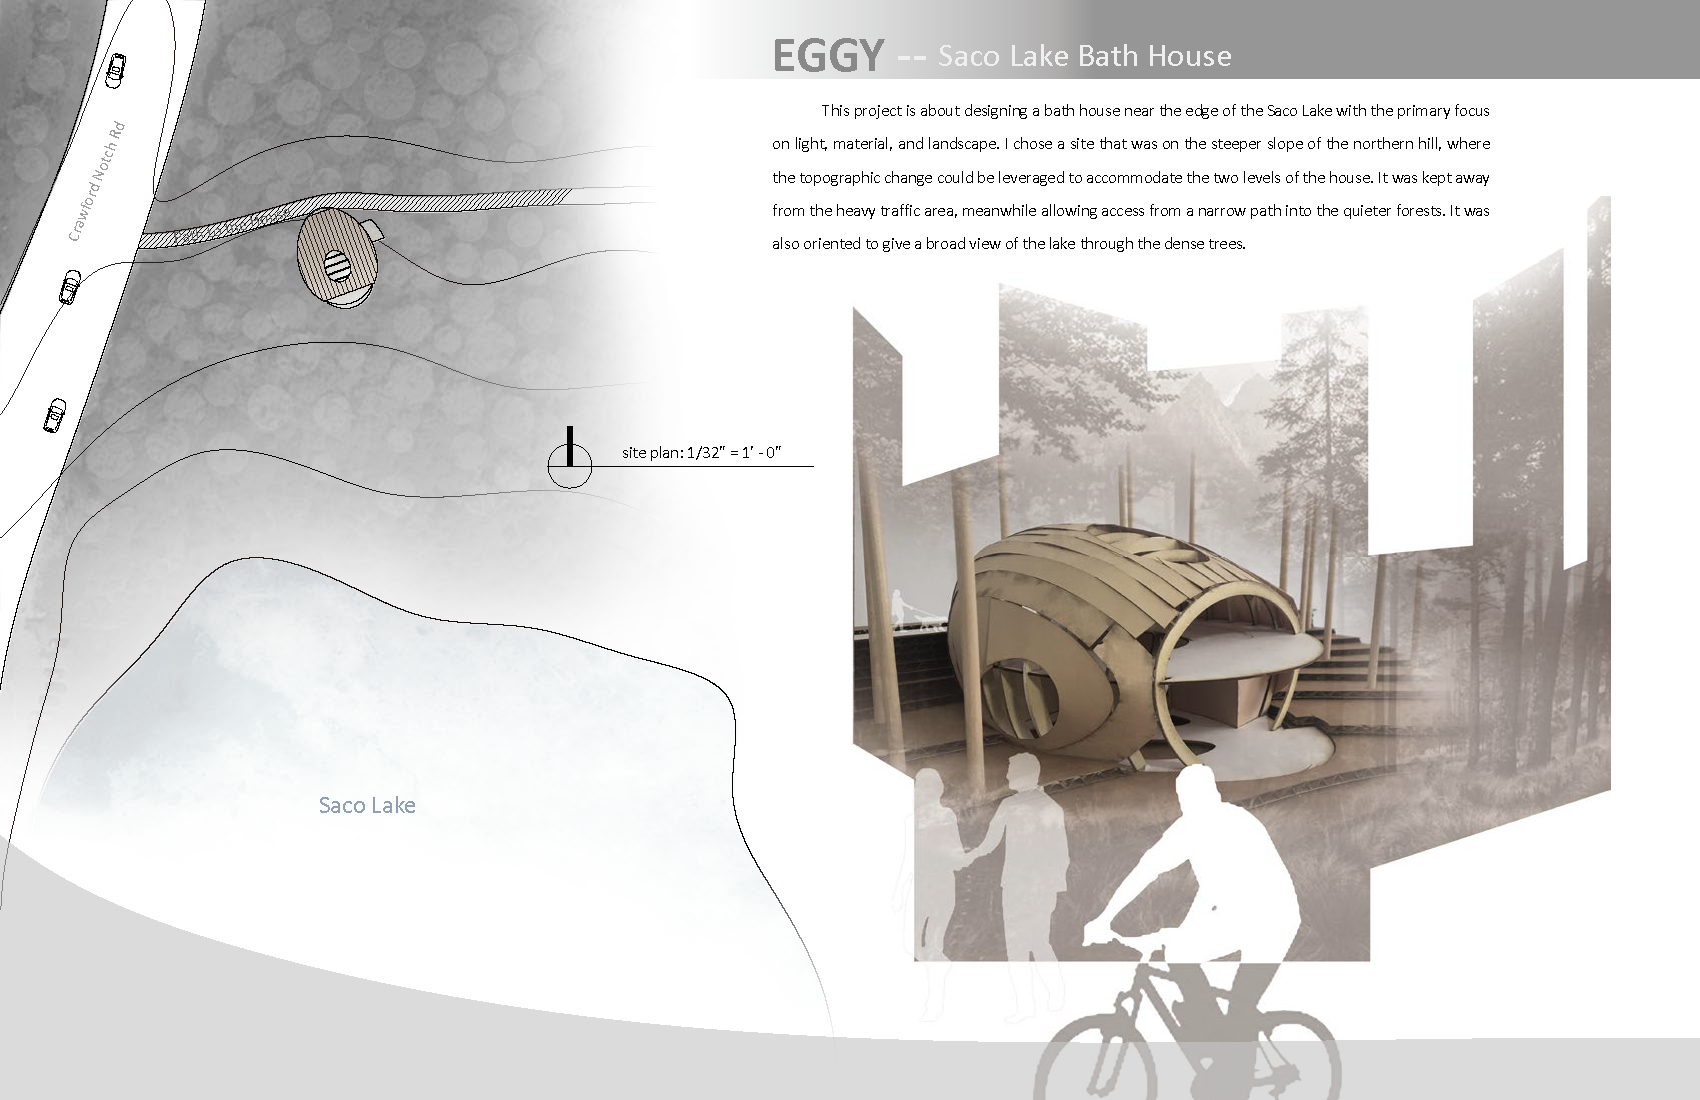 EGGY -- Saco Lake Bath House
This project is about designing a bath house near the edge of the Saco Lake with the primary focus
on light, material, and landscape. I chose a site that was on the steeper slope of the northern hill, where
the topographic change could be leveraged to accommodate the two levels of the house. It was kept away
from the heavy traffic area, meanwhile allowing access from a narrow path into the quieter forests. It was
also oriented to give a broad view of the lake through the dense trees.
Crawford Notch Rd
site plan: 1/32" = 1' - 0"
Saco Lake